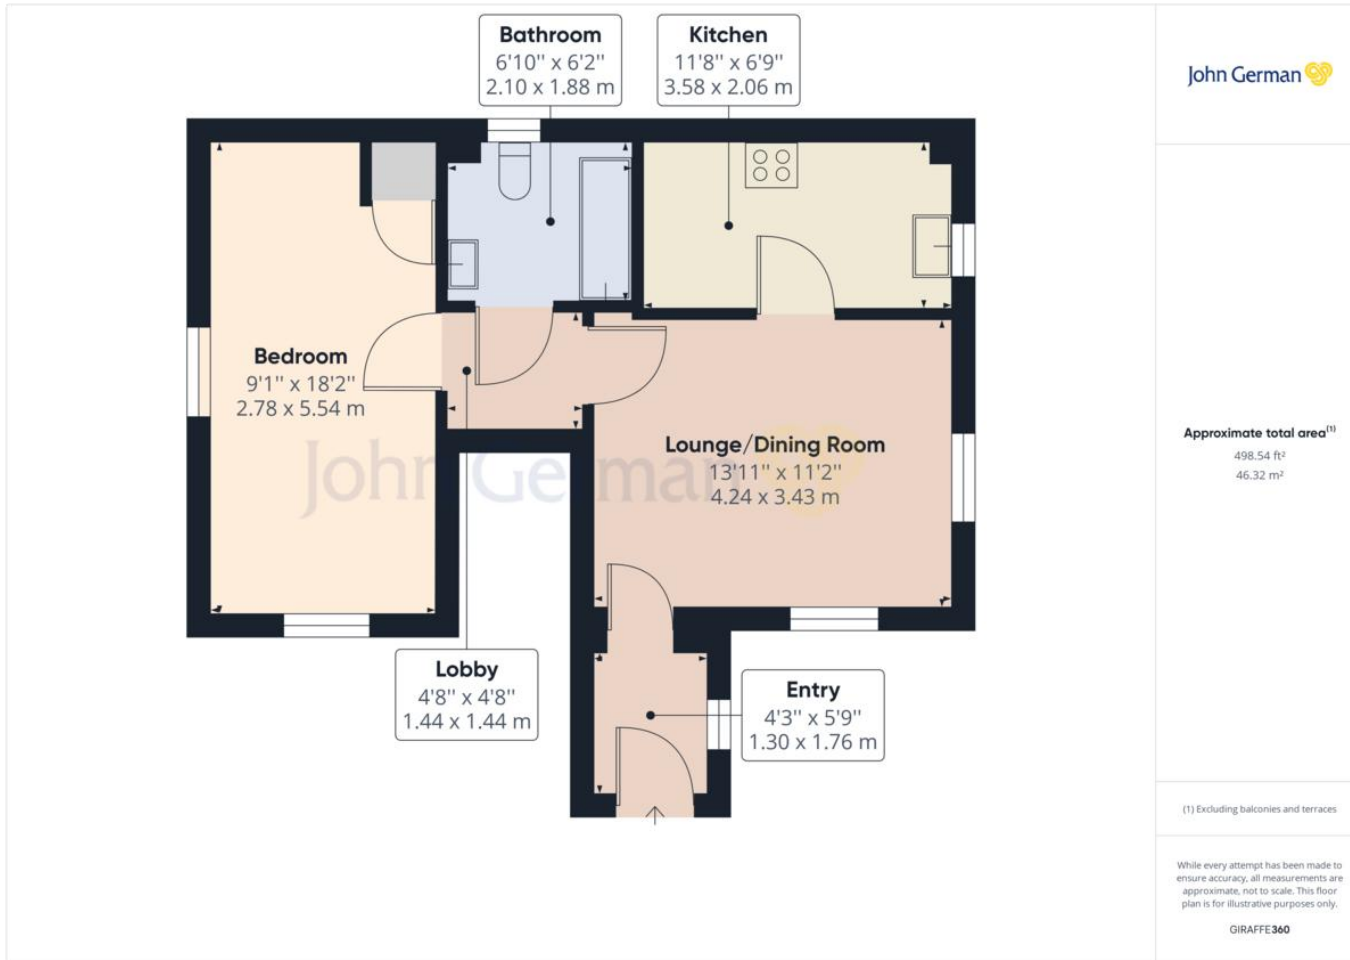 Bathroom
6'10" x 6'2"
2.10 x 1.88 m
Kitchen
11'8" x 6'9"
3.58 x 2.06 m
Bedroom
9'1" x 18'2"
2.78 x 5.54 m
Lounge/Dining Room
13'11" x 11'2"
4.24 x 3.43 m
John German
Lobby
4'8" x 4'8"
1.44 x 1.44 m
Entry
4'3" x 5'9"
1.30 x 1.76 m
John German
Approximate total area(1)
498.54 ft²
46.32 m²
(1) Excluding balconies and terraces
While every attempt has been made to
ensure accuracy, all measurements are
approximate, not to scale. This floor
plan is for illustrative purposes only.
GIRAFFE360